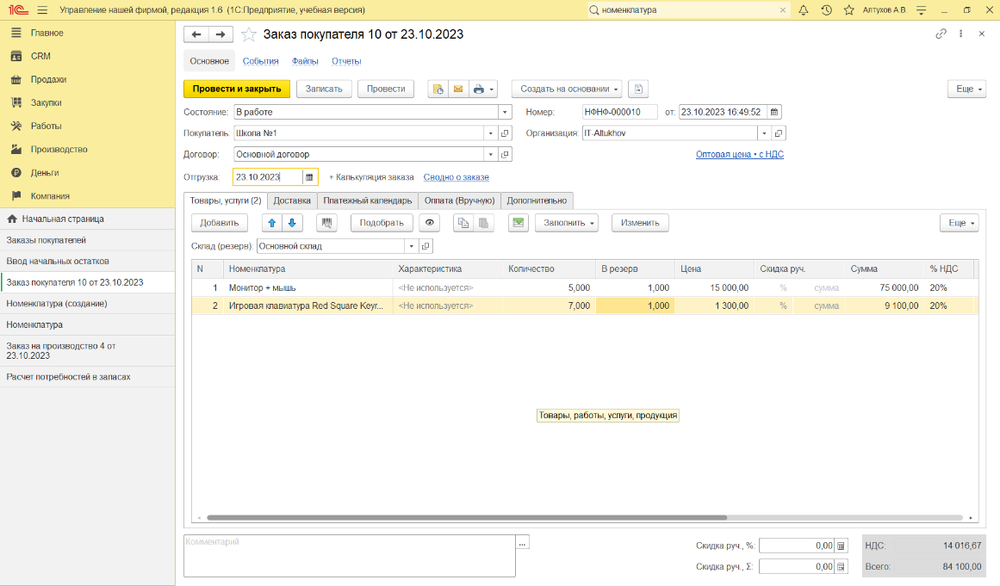 1С Управление нашей фирмой, редакция 1.6 (1С:Предприятие, учебная версия) номенклатура Алтухов А.В.
Главное
CRM
Продажи
Закупки
Работы
Производство
Деньги
Компания
Начальная страница
Заказы покупателей
Ввод начальных остатков
Заказ покупателя 10 от 23.10.2023
Номенклатура (создание)
Номенклатура
Заказ на производство 4 от
23.10.2023
Расчет потребностей в запасах
Заказ покупателя 10 от 23.10.2023
Основное События Файлы Отчеты
Провести и закрыть Записать Провести Создать на основании Еще
Состояние: В работе Номер: НФНФ-000010 от: 23.10.2023 16:49:52
Покупатель: Школа №1 Организация: IT-Altukhov
Договор: Основной договор Оптовая цена • с НДС
Отгрузка: 23.10.2023 + Калькуляция заказа Сводно о заказе
Товары, услуги (2) Доставка Платежный календарь Оплата (Вручную) Дополнительно
Добавить Подобрать Заполнить Изменить Еще
Склад (резерв): Основной склад
N Номенклатура Характеристика Количество В резерв Цена Скидка руч. Сумма % НДС
1 Монитор + мышь <Не используется> 5,000 1,000 15 000,00 % сумма 75 000,00 20%
2 Игровая клавиатура Red Square Keyr... <Не используется> 7,000 1,000 1 300,00 % сумма 9 100,00 20%
Товары, работы, услуги, продукция
Комментарий ...
Скидка руч., %: 0,00 НДС: 14 016,67
Скидка руч., Σ: 0,00 Всего: 84 100,00